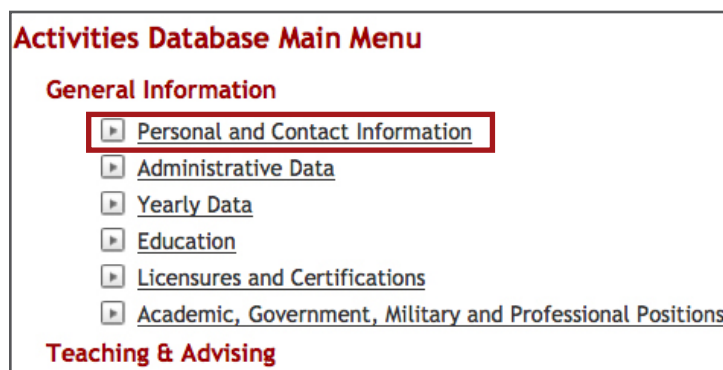 Activities Database Main Menu
General Information
Personal and Contact Information
Administrative Data
Yearly Data
Education
Licensures and Certifications
Academic, Government, Military and Professional Positions
Teaching & Advising